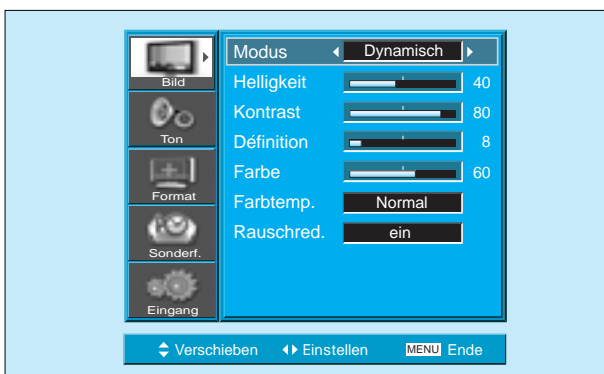 Bild
Ton
Format
Sonderf.
Eingang
Modus Dynamisch
Helligkeit 40
Kontrast 80
Définition 8
Farbe 60
Farbtemp. Normal
Rauschred. ein
Verschieben Einstellen MENU Ende